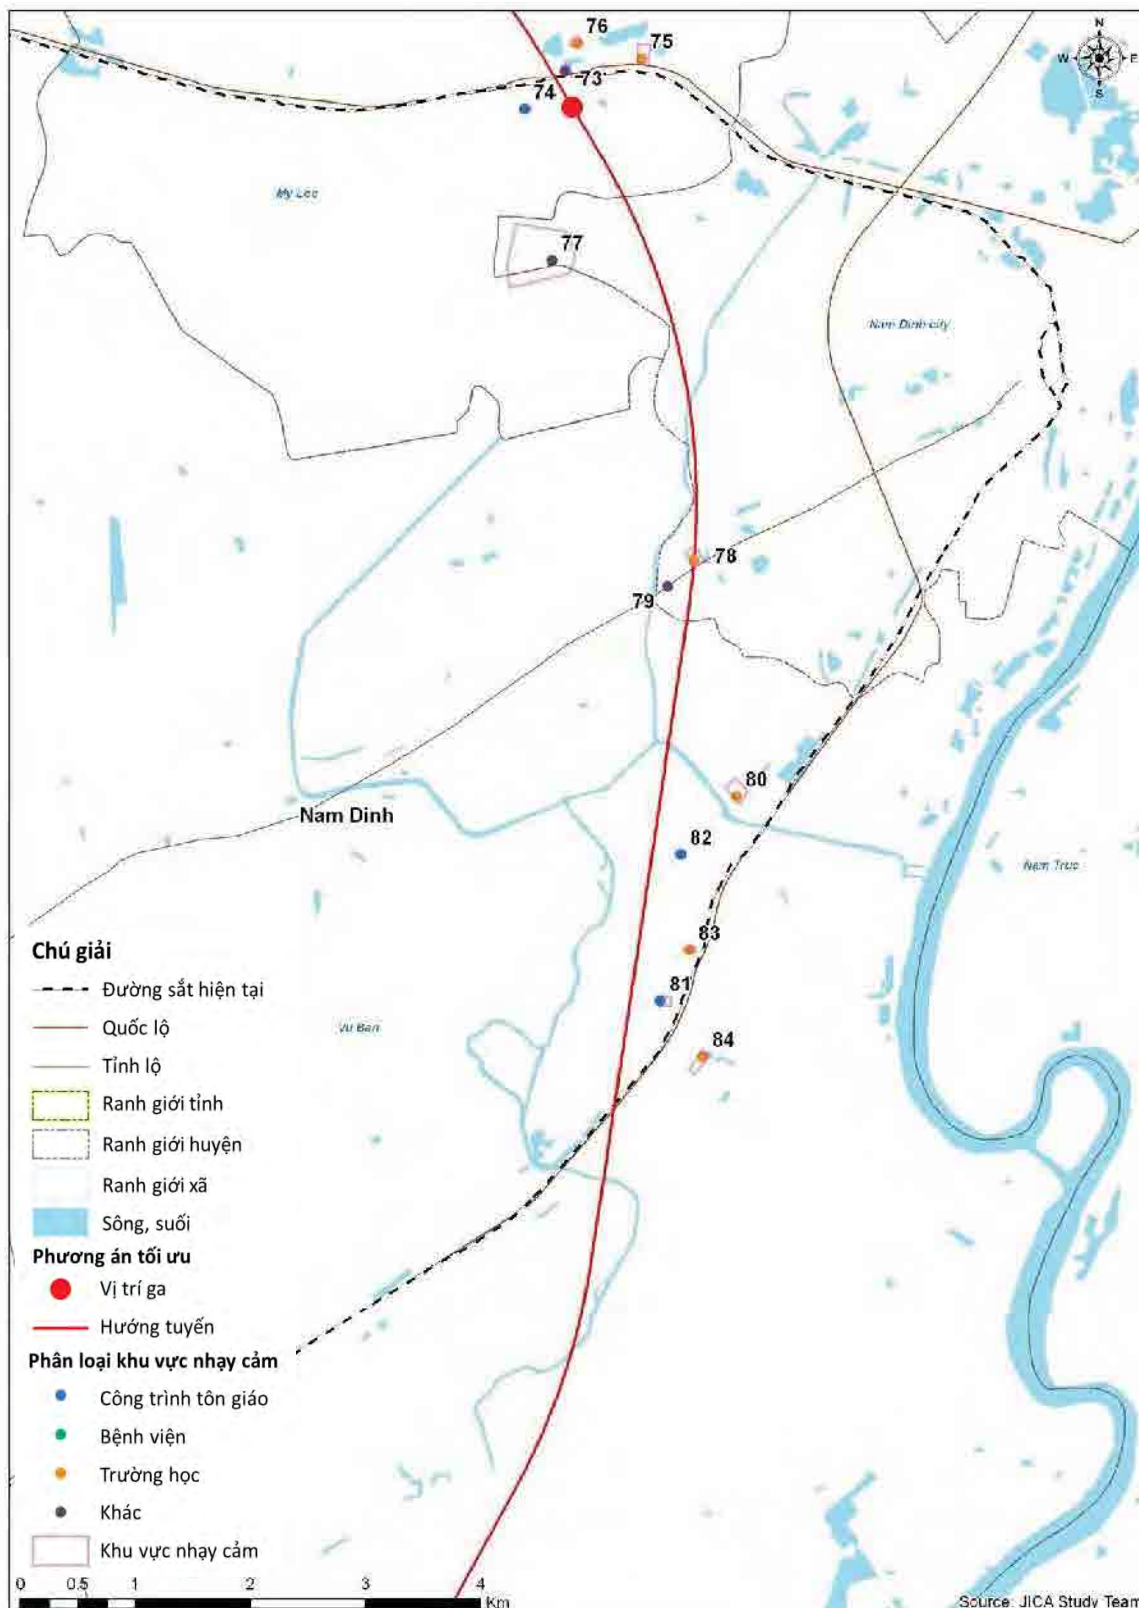 76
75
N
W
E
S
73
74
My Loc
77
Nam Dinh city
78
79
80
Nam Dinh
82
Nam Truc
83
81
84
Vu Ban
Chú giải
Đường sắt hiện tại
Quốc lộ
Tỉnh lộ
Ranh giới tỉnh
Ranh giới huyện
Ranh giới xã
Sông, suối
Phương án tối ưu
Vị trí ga
Hướng tuyến
Phân loại khu vực nhạy cảm
Công trình tôn giáo
Bệnh viện
Trường học
Khác
Khu vực nhạy cảm
0 0.5 1 2 3 4
Km
Source: JICA Study Team